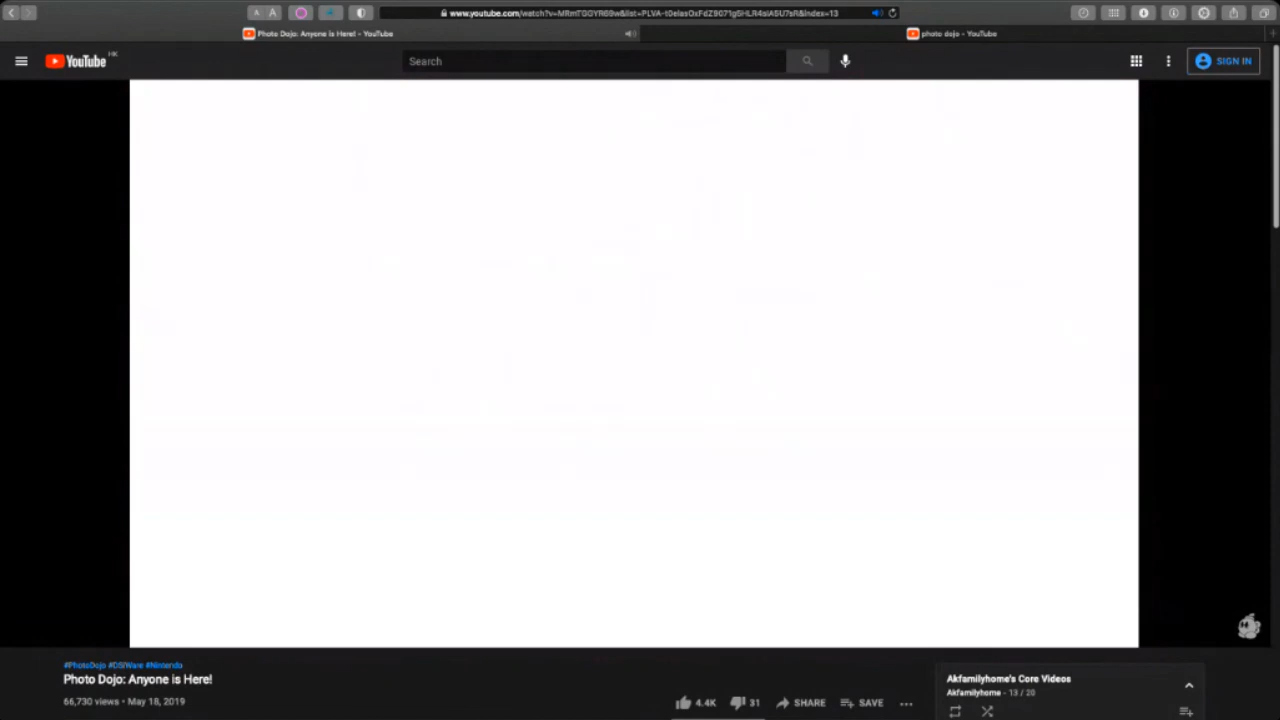 A A
Photo Dojo: Anyone is Here! - YouTube
photo dojo - YouTube
YouTube HK
Search
SIGN IN
#PhotoDojo #DSiWare #Nintendo
Photo Dojo: Anyone is Here!
66,730 views • May 18, 2019
4.4K
31
SHARE
SAVE
Akfamilyhome's Core Videos
Akfamilyhome - 13 / 20